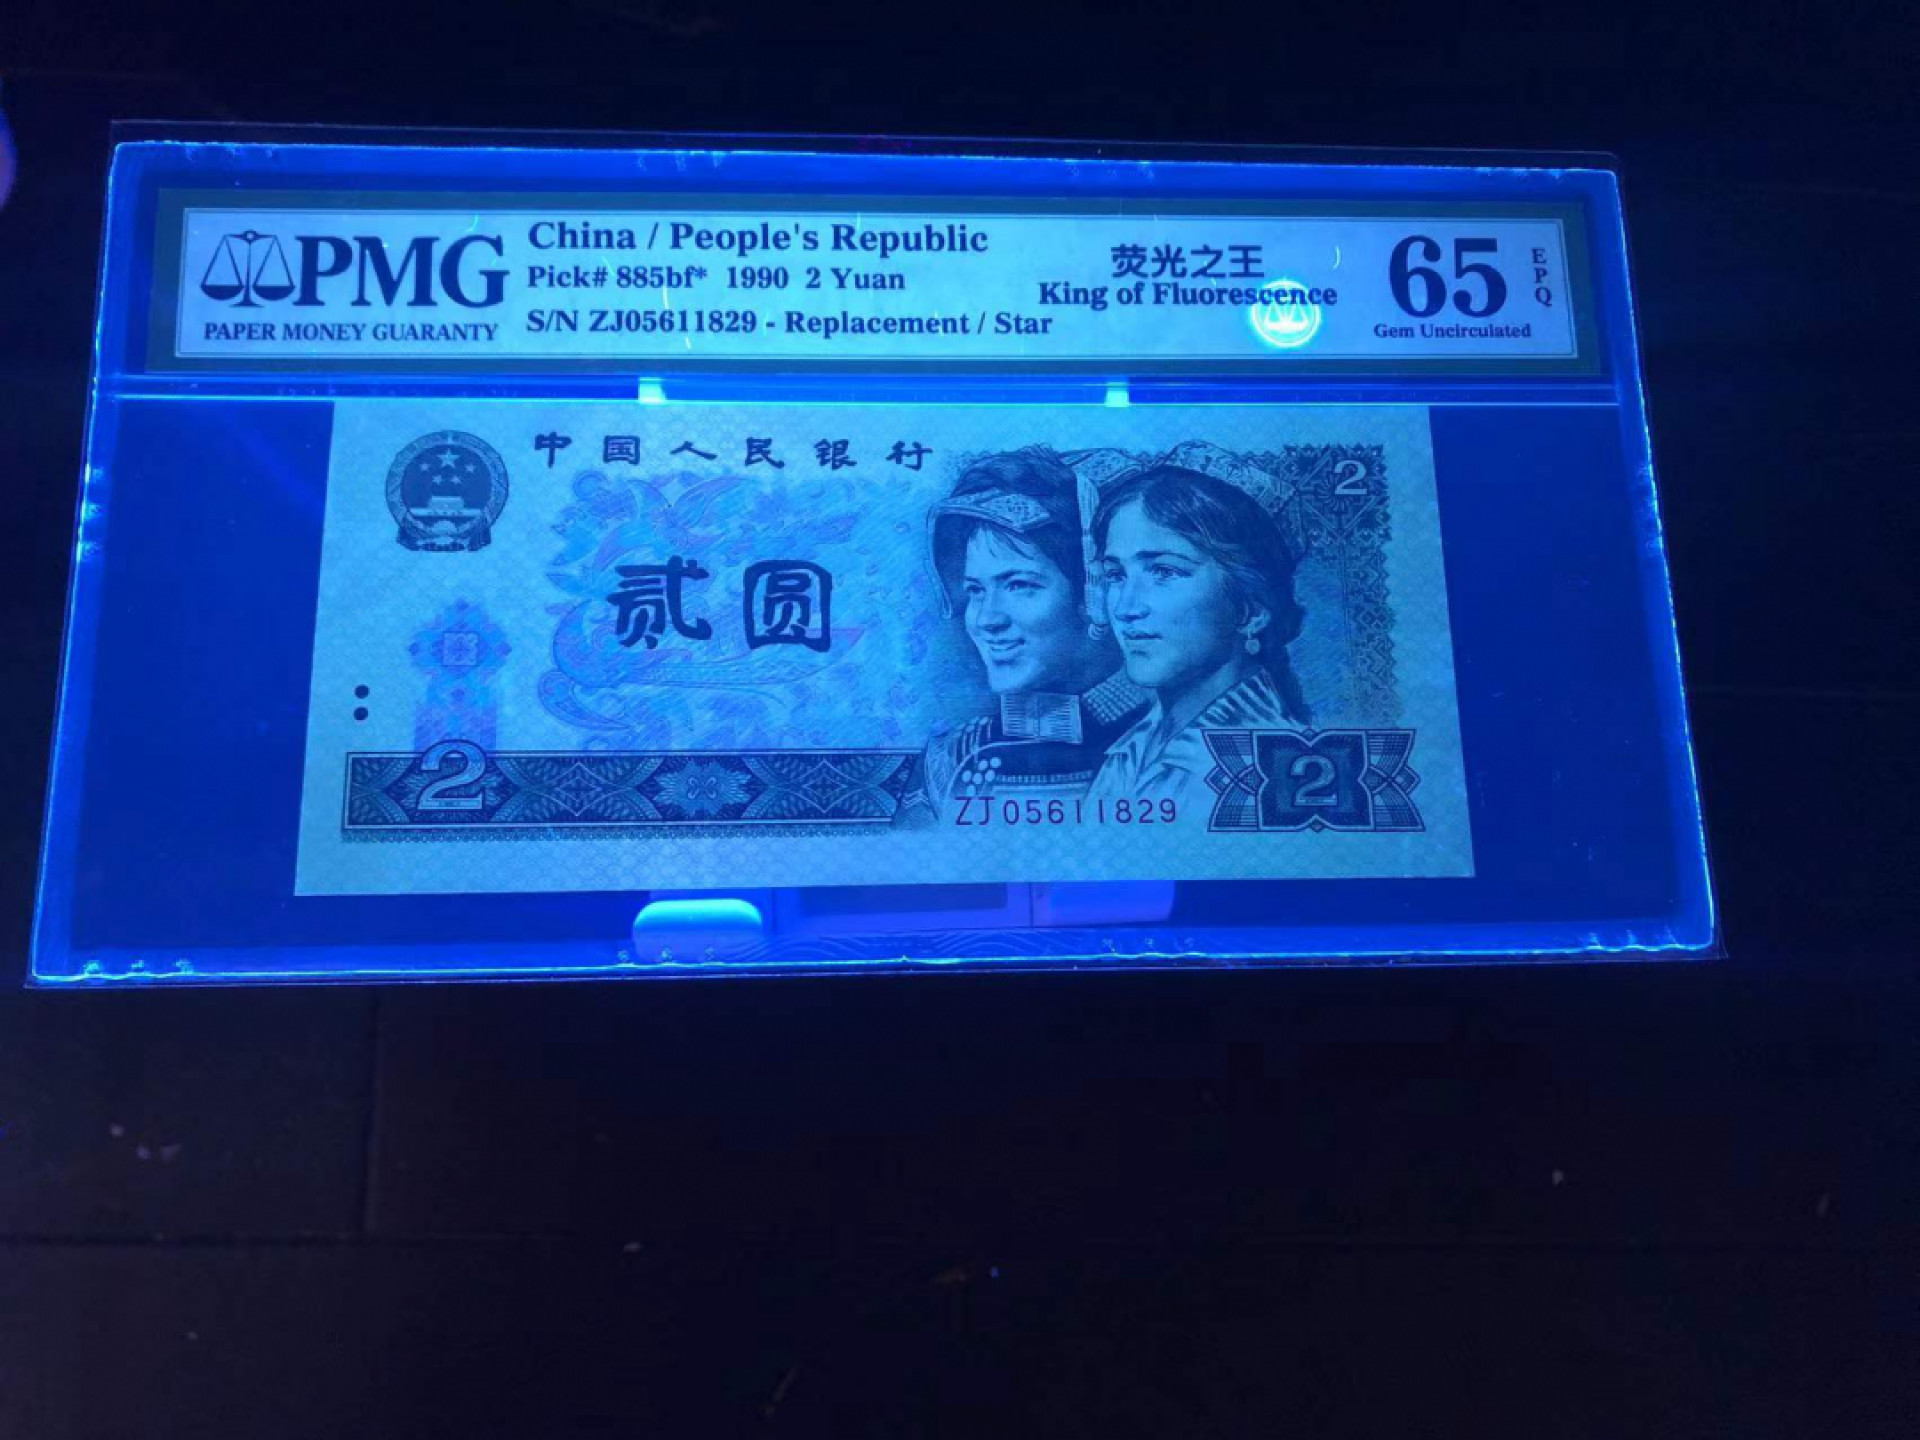 PMG
PAPER MONEY GUARANTY
China / People's Republic
Pick# 885bf* 1990 2 Yuan
S/N ZJ05611829 - Replacement / Star
荧光之王
King of Fluorescence
65
EPQ
Gem Uncirculated
中国人民银行
2
贰圆
2
2
ZJ05611829